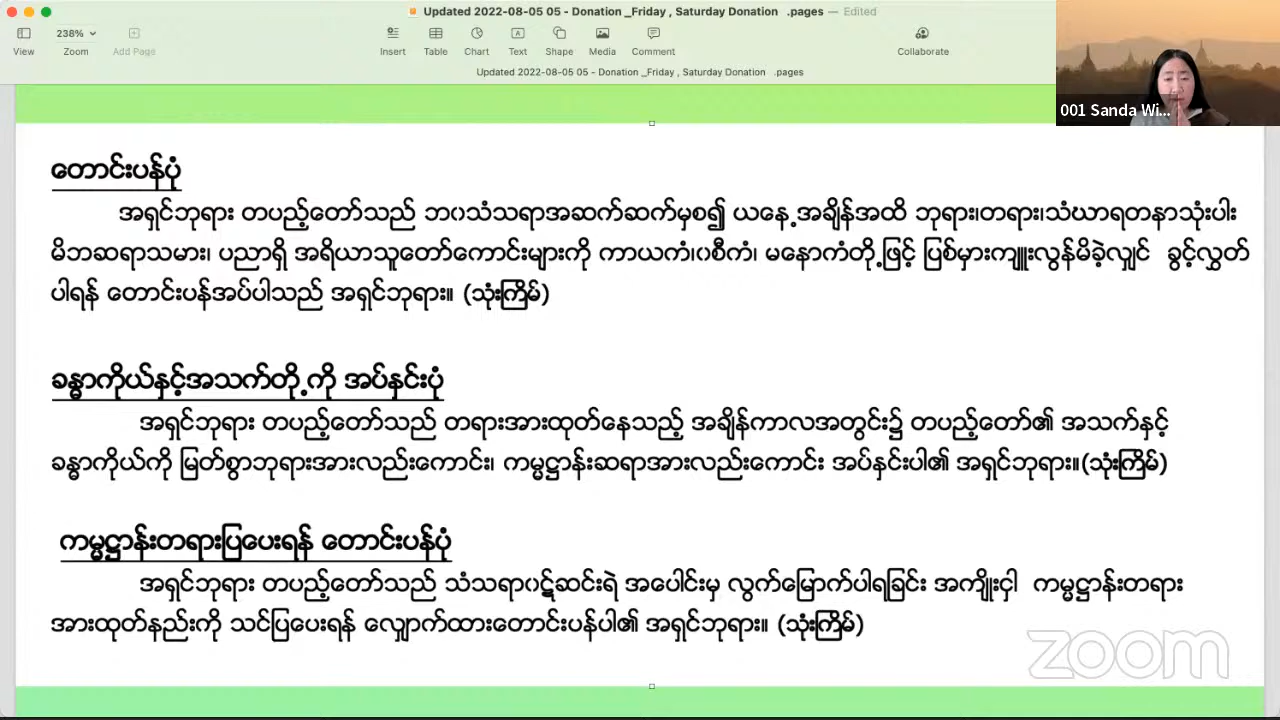 Updated 2022-08-05 05 - Donation _Friday , Saturday Donation .pages — Edited
238%
View Zoom Add Page Insert Table Chart Text Shape Media Comment Collaborate
Updated 2022-08-05 05 - Donation _Friday , Saturday Donation .pages
001 Sanda Wi...
တောင်းပန်ပုံ
အရှင်ဘုရား တပည့်တော်သည် ဘဝသံသရာအဆက်ဆက်မှစ၍ ယနေ့အချိန်အထိ ဘုရား၊တရား၊သံဃာရတနာသုံးပါး
မိဘဆရာသမား၊ ပညာရှိ အရိယာသူတော်ကောင်းများကို ကာယကံ၊ဝစီကံ၊ မနောကံတို့ဖြင့် ပြစ်မှားကျူးလွန်မိခဲ့လျှင် ခွင့်လွှတ်
ပါရန် တောင်းပန်အပ်ပါသည် အရှင်ဘုရား။ (သုံးကြိမ်)
ခန္ဓာကိုယ်နှင့်အသက်တို့ကို အပ်နှင်းပုံ
အရှင်ဘုရား တပည့်တော်သည် တရားအားထုတ်နေသည့် အချိန်ကာလအတွင်း၌ တပည့်တော်၏ အသက်နှင့်
ခန္ဓာကိုယ်ကို မြတ်စွာဘုရားအားလည်းကောင်း၊ ကမ္မဋ္ဌာန်းဆရာအားလည်းကောင်း အပ်နှင်းပါ၏ အရှင်ဘုရား။(သုံးကြိမ်)
ကမ္မဋ္ဌာန်းတရားပြပေးရန် တောင်းပန်ပုံ
အရှင်ဘုရား တပည့်တော်သည် သံသရာဝဋ်ဆင်းရဲ အပေါင်းမှ လွတ်မြောက်ပါရခြင်း အကျိုးငှါ ကမ္မဋ္ဌာန်းတရား
အားထုတ်နည်းကို သင်ပြပေးရန် လျှောက်ထားတောင်းပန်ပါ၏ အရှင်ဘုရား။ (သုံးကြိမ်)
zoom